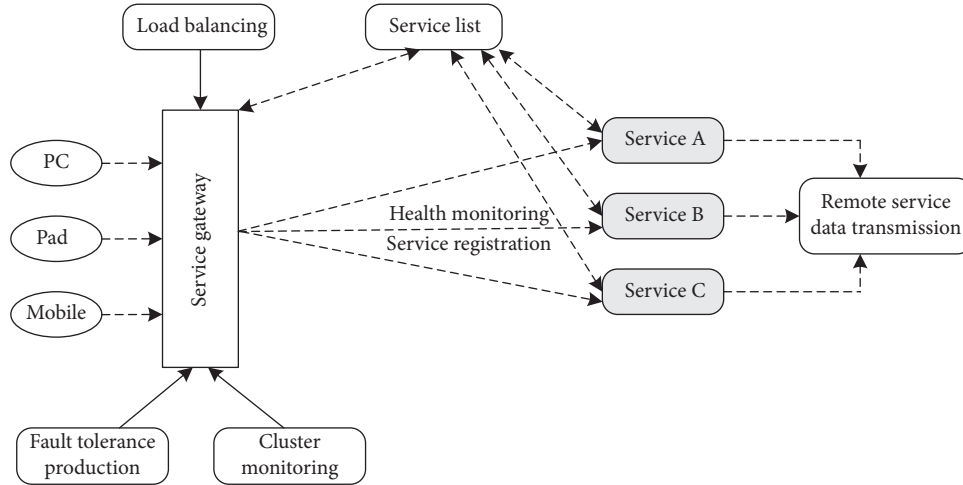 Load balancing
Service list
PC
Pad
Mobile
Service gateway
Health monitoring
Service registration
Service A
Service B
Service C
Remote service
data transmission
Fault tolerance
production
Cluster
monitoring